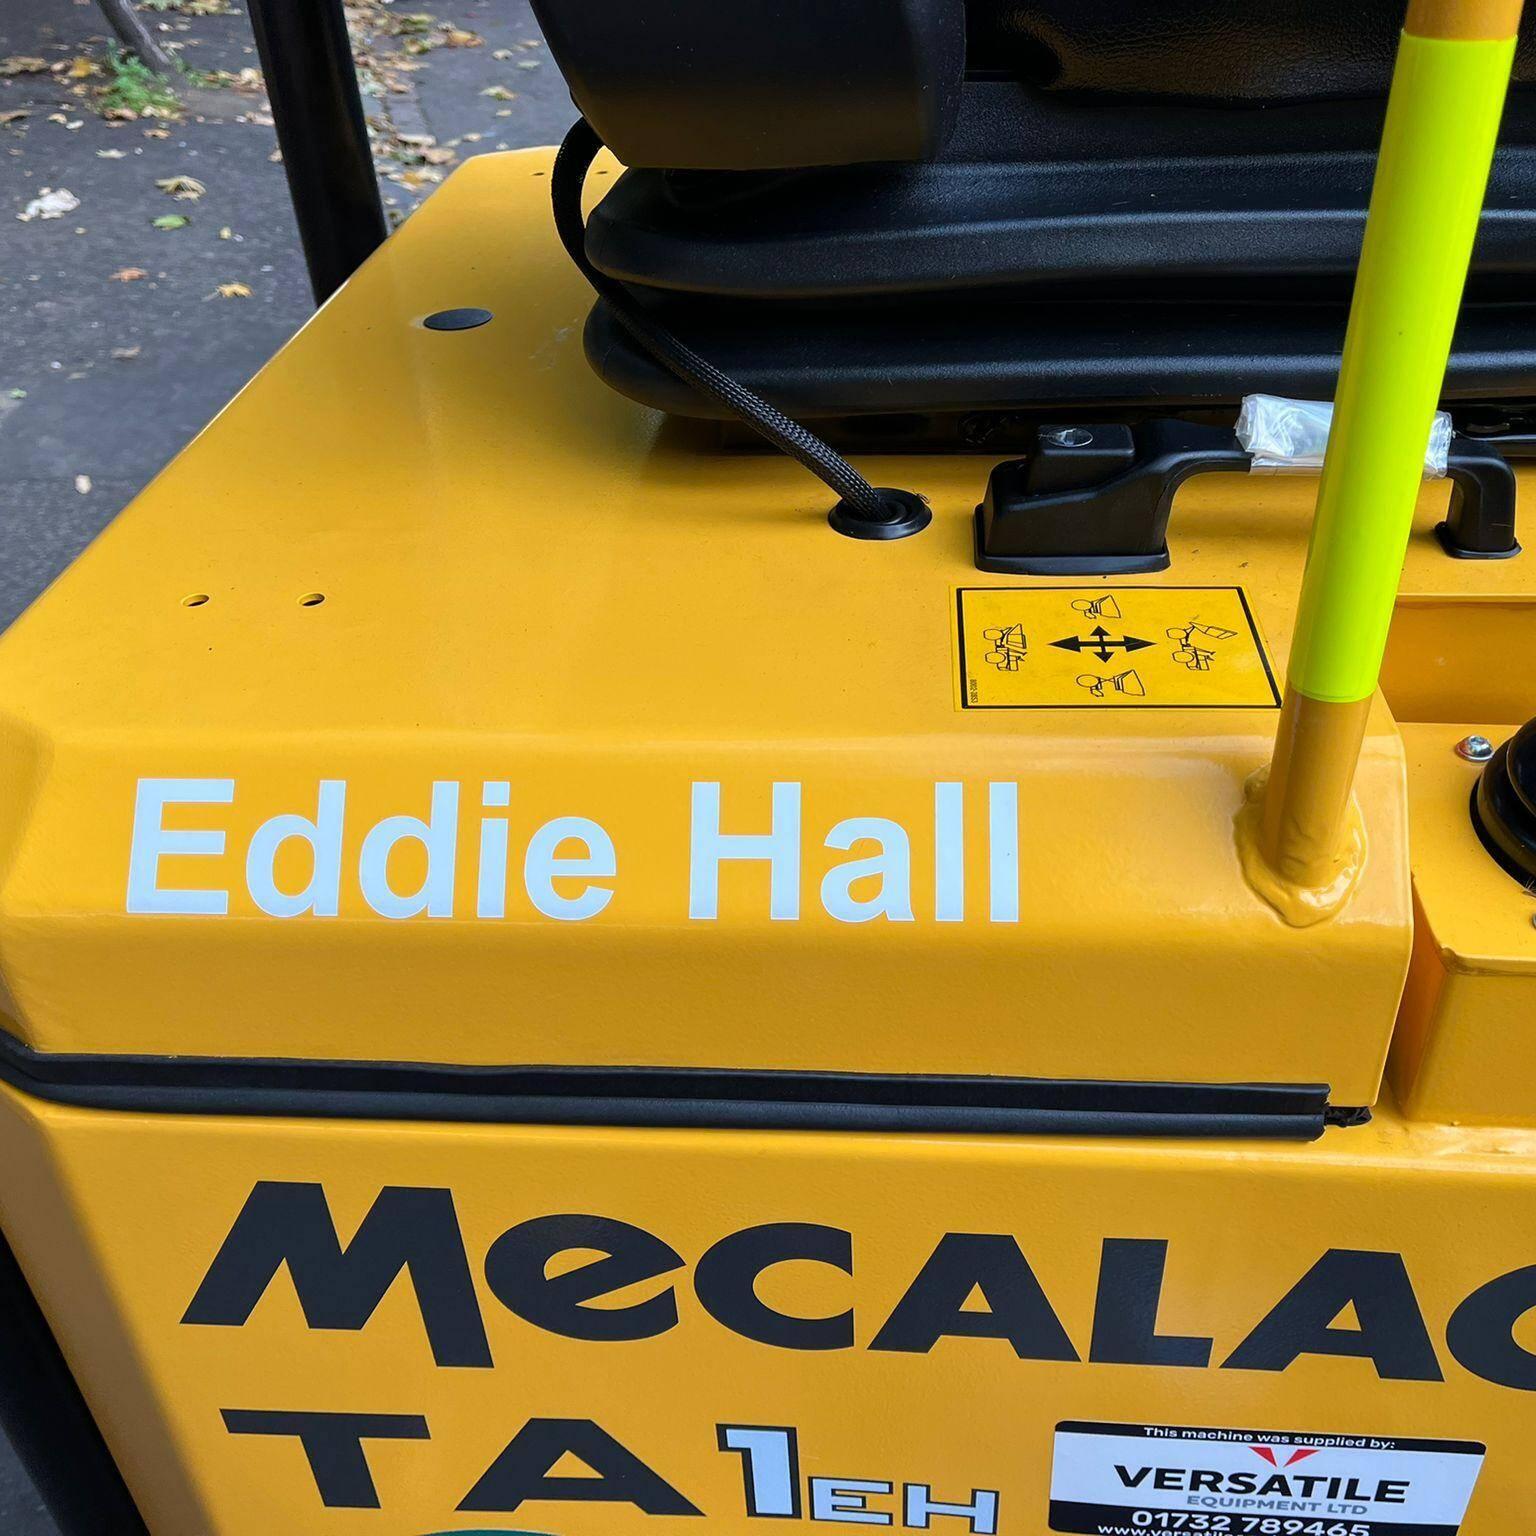 Eddie Hall
MeCALAC
TA1EH
This machine was supplied by:
VERSATILE
EQUIPMENT LTD
01732 789465